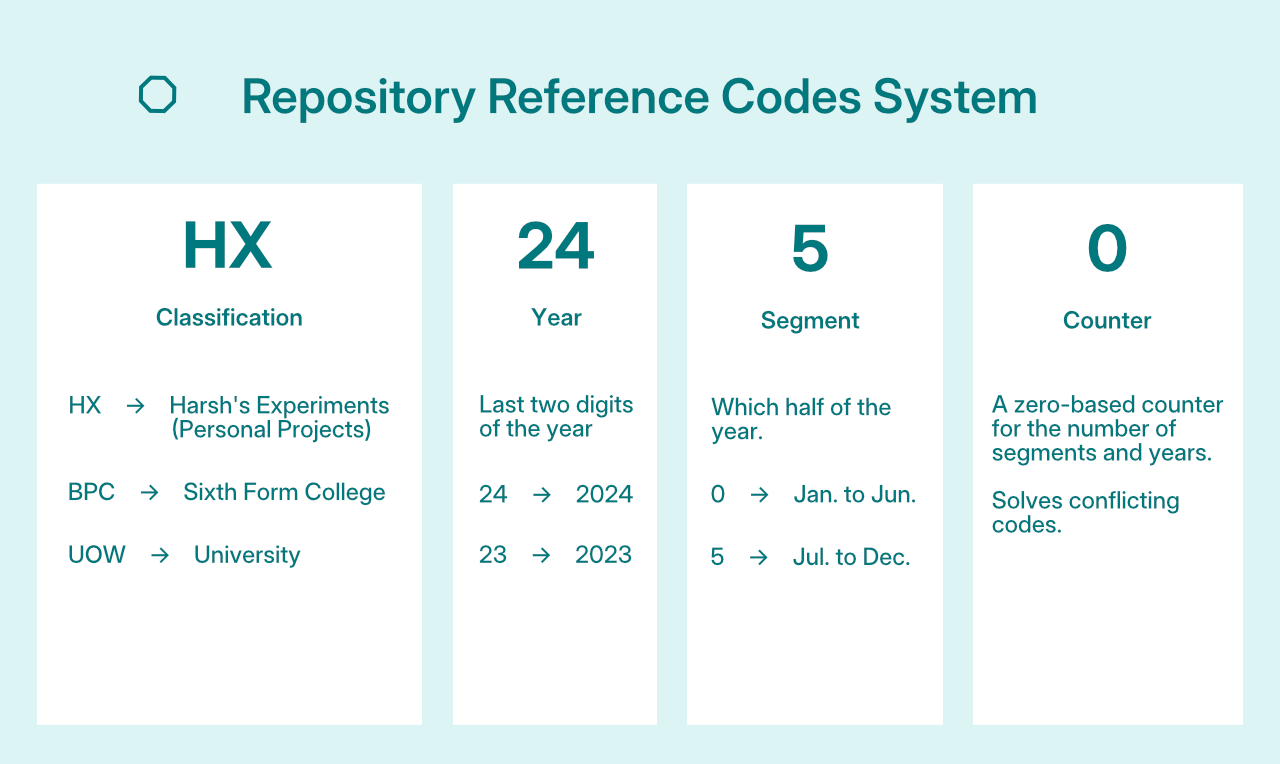 Repository Reference Codes System
HX
Classification
HX → Harsh's Experiments
(Personal Projects)
BPC → Sixth Form College
UOW → University
24
Year
Last two digits
of the year
24 → 2024
23 → 2023
5
Segment
Which half of the
year.
0 → Jan. to Jun.
5 → Jul. to Dec.
0
Counter
A zero-based counter
for the number of
segments and years.
Solves conflicting
codes.